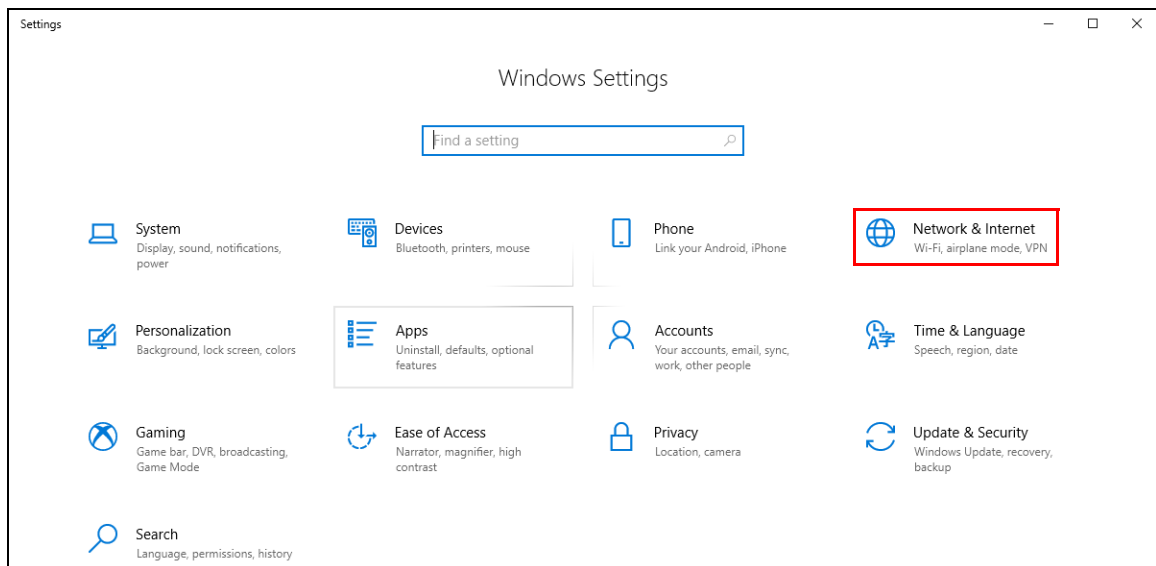 Settings
Windows Settings
Find a setting
System
Display, sound, notifications,
power
Devices
Bluetooth, printers, mouse
Phone
Link your Android, iPhone
Network & Internet
Wi-Fi, airplane mode, VPN
Personalization
Background, lock screen, colors
Apps
Uninstall, defaults, optional
features
Accounts
Your accounts, email, sync,
work, other people
Time & Language
Speech, region, date
Gaming
Game bar, DVR, broadcasting,
Game Mode
Ease of Access
Narrator, magnifier, high
contrast
Privacy
Location, camera
Update & Security
Windows Update, recovery,
backup
Search
Language, permissions, history